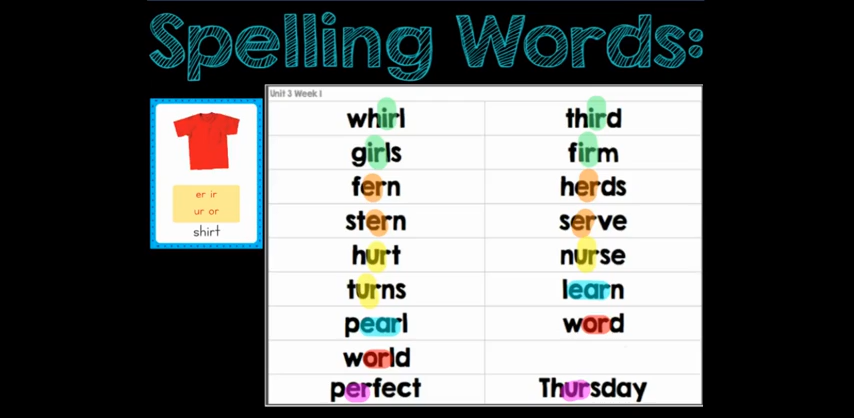 Spelling Words:
Unit 3 Week 1
er ir
ur or
shirt
whirl third
girls firm
fern herds
stern serve
hurt nurse
turns learn
pearl word
world
perfect Thursday